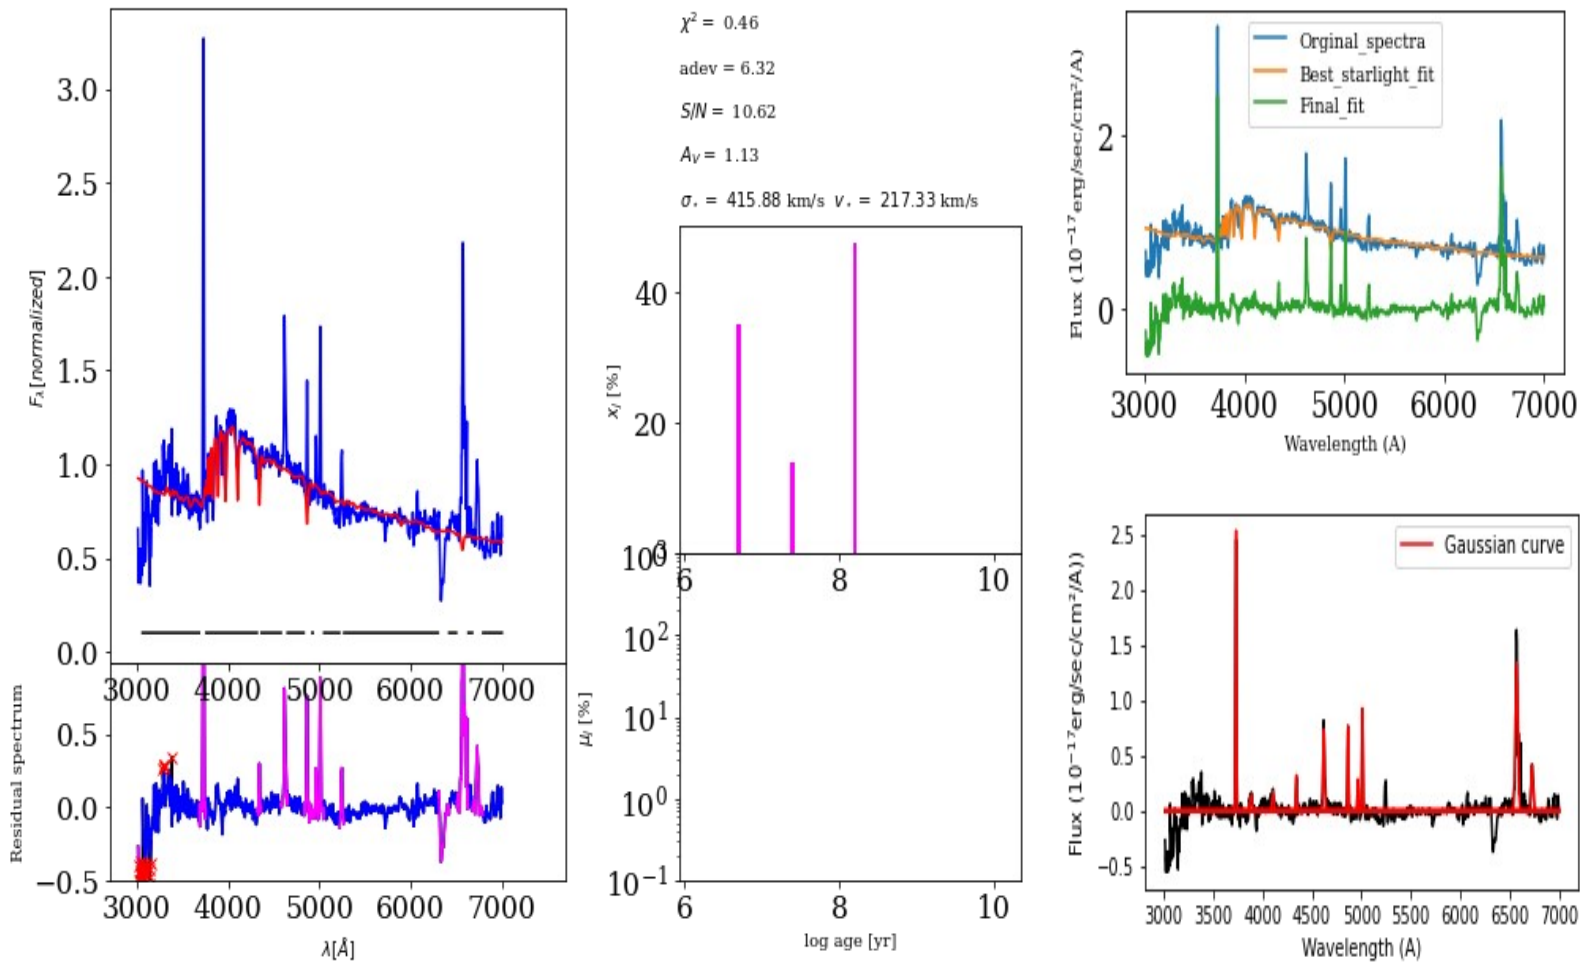 3.0
2.5
2.0
1.5
1.0
0.5
0.0
F_λ[normalized]
3000 4000 5000 6000 7000
0.5
0.0
−0.5
Residual spectrum
3000 4000 5000 6000 7000
λ[Å]
χ² = 0.46
adev = 6.32
S/N = 10.62
A_V = 1.13
σ⋆ = 415.88 km/s v⋆ = 217.33 km/s
40
20
x_j [%]
6 8 10
10²
10¹
10⁰
10⁻¹
μ_j [%]
6 8 10
log age [yr]
Orginal_spectra
Best_starlight_fit
Final_fit
2
0
Flux (10⁻¹⁷erg/sec/cm²/A)
3000 4000 5000 6000 7000
Wavelength (A)
Gaussian curve
2.5
2.0
1.5
1.0
0.5
0.0
−0.5
Flux (10⁻¹⁷erg/sec/cm²/A))
3000 3500 4000 4500 5000 5500 6000 6500 7000
Wavelength (A)